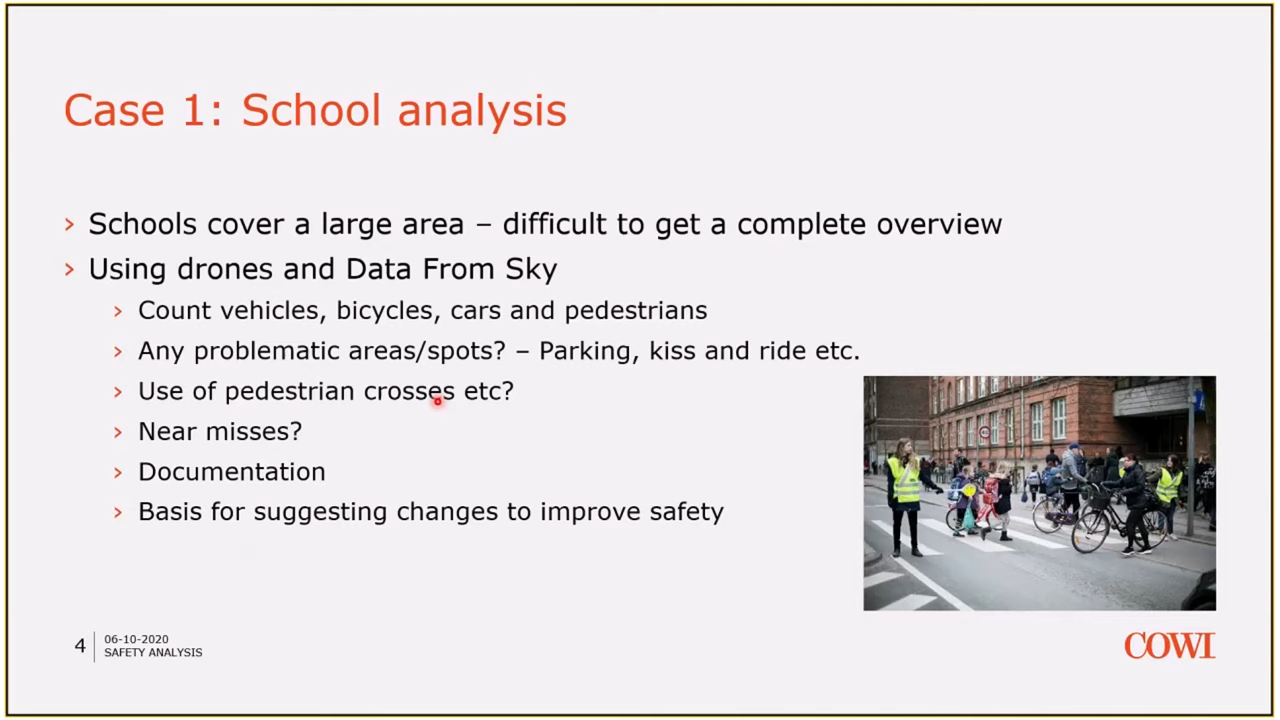 Case 1: School analysis
› Schools cover a large area – difficult to get a complete overview
› Using drones and Data From Sky
› Count vehicles, bicycles, cars and pedestrians
› Any problematic areas/spots? – Parking, kiss and ride etc.
› Use of pedestrian crosses etc?
› Near misses?
› Documentation
› Basis for suggesting changes to improve safety
4
06-10-2020
SAFETY ANALYSIS
COWI